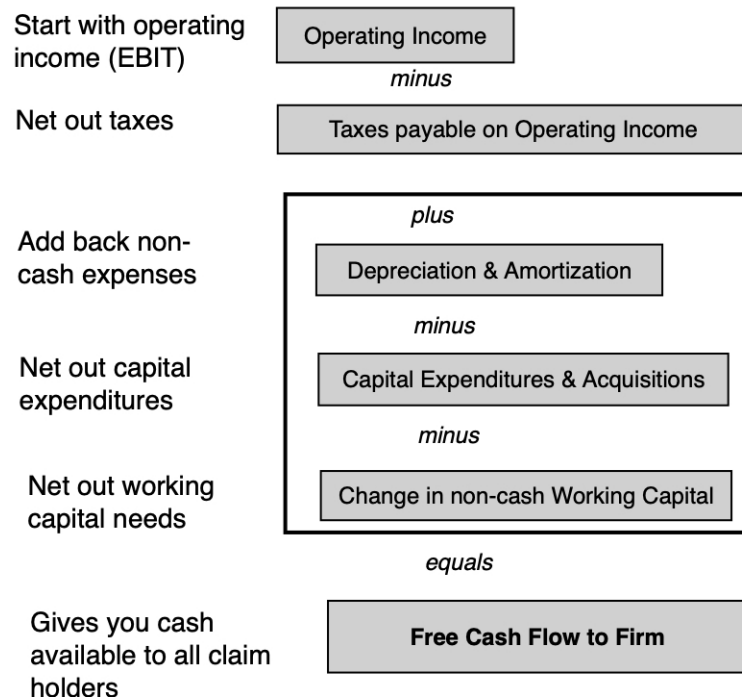 Start with operating
income (EBIT)
Operating Income
minus
Net out taxes
Taxes payable on Operating Income
plus
Add back non-
cash expenses
Depreciation & Amortization
minus
Net out capital
expenditures
Capital Expenditures & Acquisitions
minus
Net out working
capital needs
Change in non-cash Working Capital
equals
Gives you cash
available to all claim
holders
Free Cash Flow to Firm